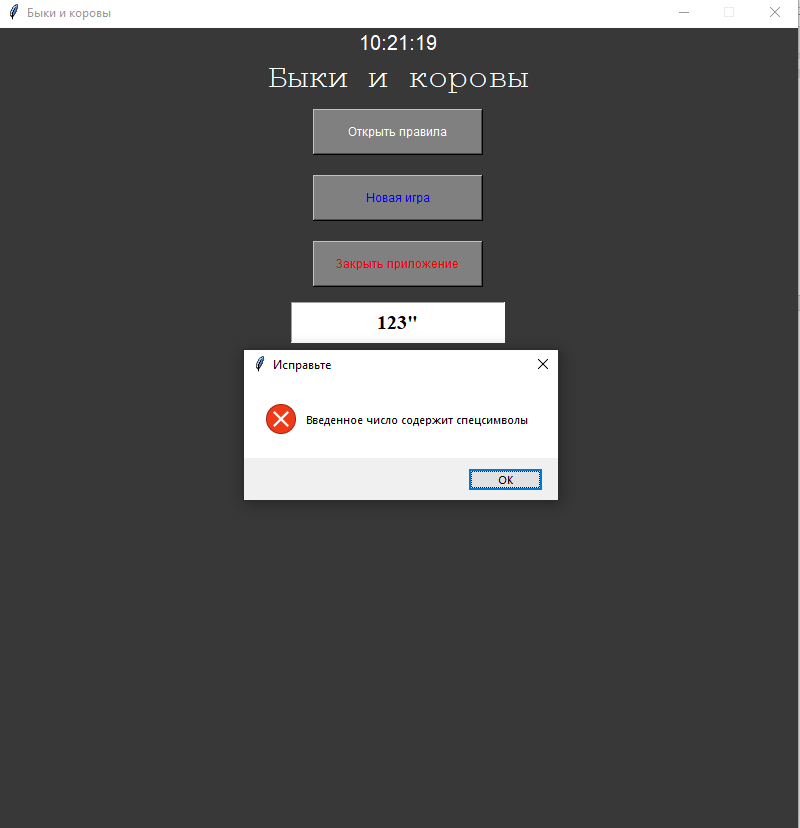 Быки и коровы
10:21:19
Быки и коровы
Открыть правила
Новая игра
Закрыть приложение
123"
Исправьте
Введенное число содержит спецсимволы
OK